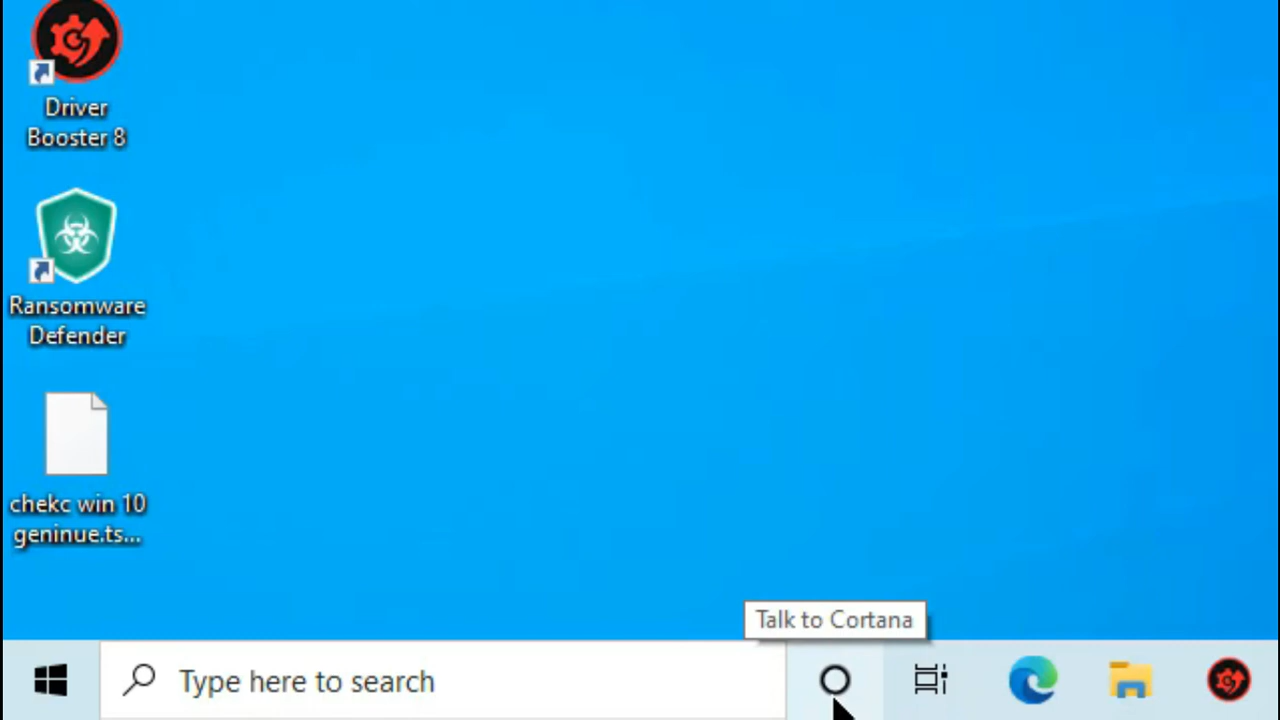 Driver
Booster 8
Ransomware
Defender
chekc win 10
geninue.ts...
Talk to Cortana
Type here to search